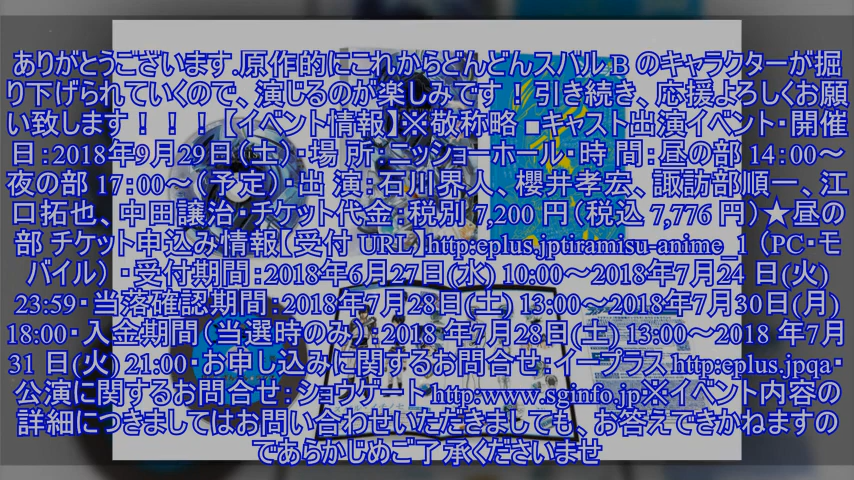 ありがとうございます.原作的にこれからどんどんスバル.B のキャラクターが掘
り下げられていくので、演じるのが楽しみです！引き続き、応援よろしくお願
い致します！！！【イベント情報】※敬称略 ■キャスト出演イベント・開催
日：2018年9月29日（土）・場 所：ニッショーホール・時 間：昼の部 14：00～
夜の部 17：00～（予定）・出 演：石川界人、櫻井孝宏、諏訪部順一、江
口拓也、中田譲治・チケット代金：税別 7,200 円（税込 7,776 円）★昼の
部 チケット申込み情報【受付 URL】http:eplus.jptiramisu-anime_1（PC・モ
バイル）・受付期間：2018年6月27日(水) 10:00～2018年7月24 日(火)
23:59・当落確認期間：2018年7月28日(土) 13:00～2018年7月30日(月)
18:00・入金期間（当選時のみ）：2018 年7月28日(土) 13:00～2018 年7月
31 日(火) 21:00・お申し込みに関するお問合せ：イープラス http:eplus.jpqa・
公演に関するお問合せ：ショウゲート http:www.sginfo.jp※イベント内容の
詳細につきましてはお問い合わせいただきましても、お答えできかねますの
であらかじめご了承くださいませ